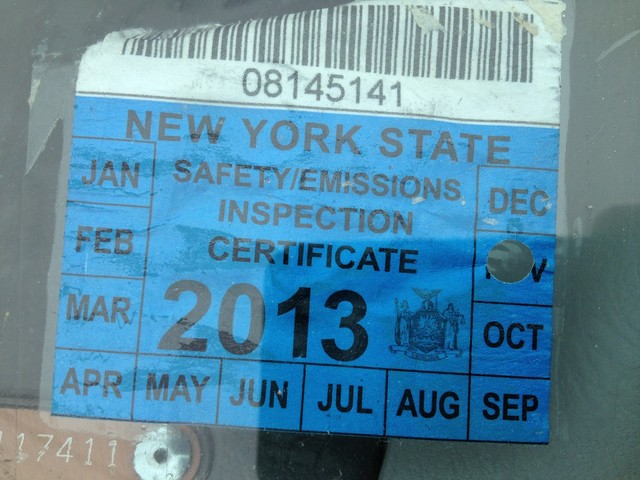 08145141
NEW YORK STATE
SAFETY/EMISSIONS
INSPECTION
CERTIFICATE
2013
JAN
FEB
MAR
APR
MAY
JUN
JUL
AUG
SEP
OCT
DEC
17411